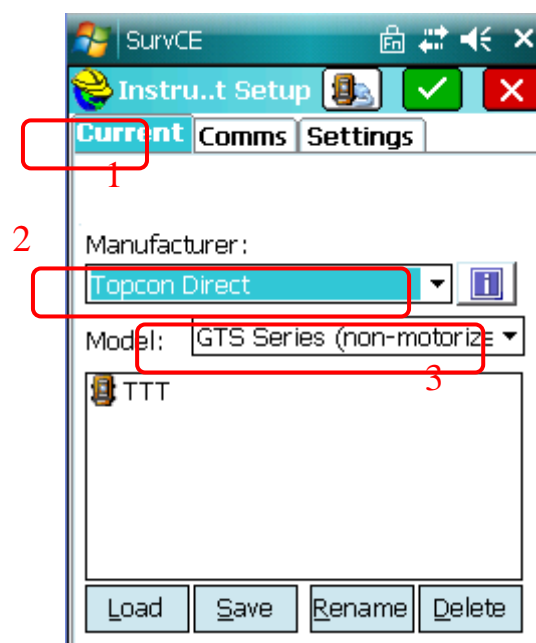 SurvCE
Instru..t Setup
Current Comms Settings
1
2
Manufacturer:
Topcon Direct
Model: GTS Series (non-motorize
3
TTT
Load Save Rename Delete